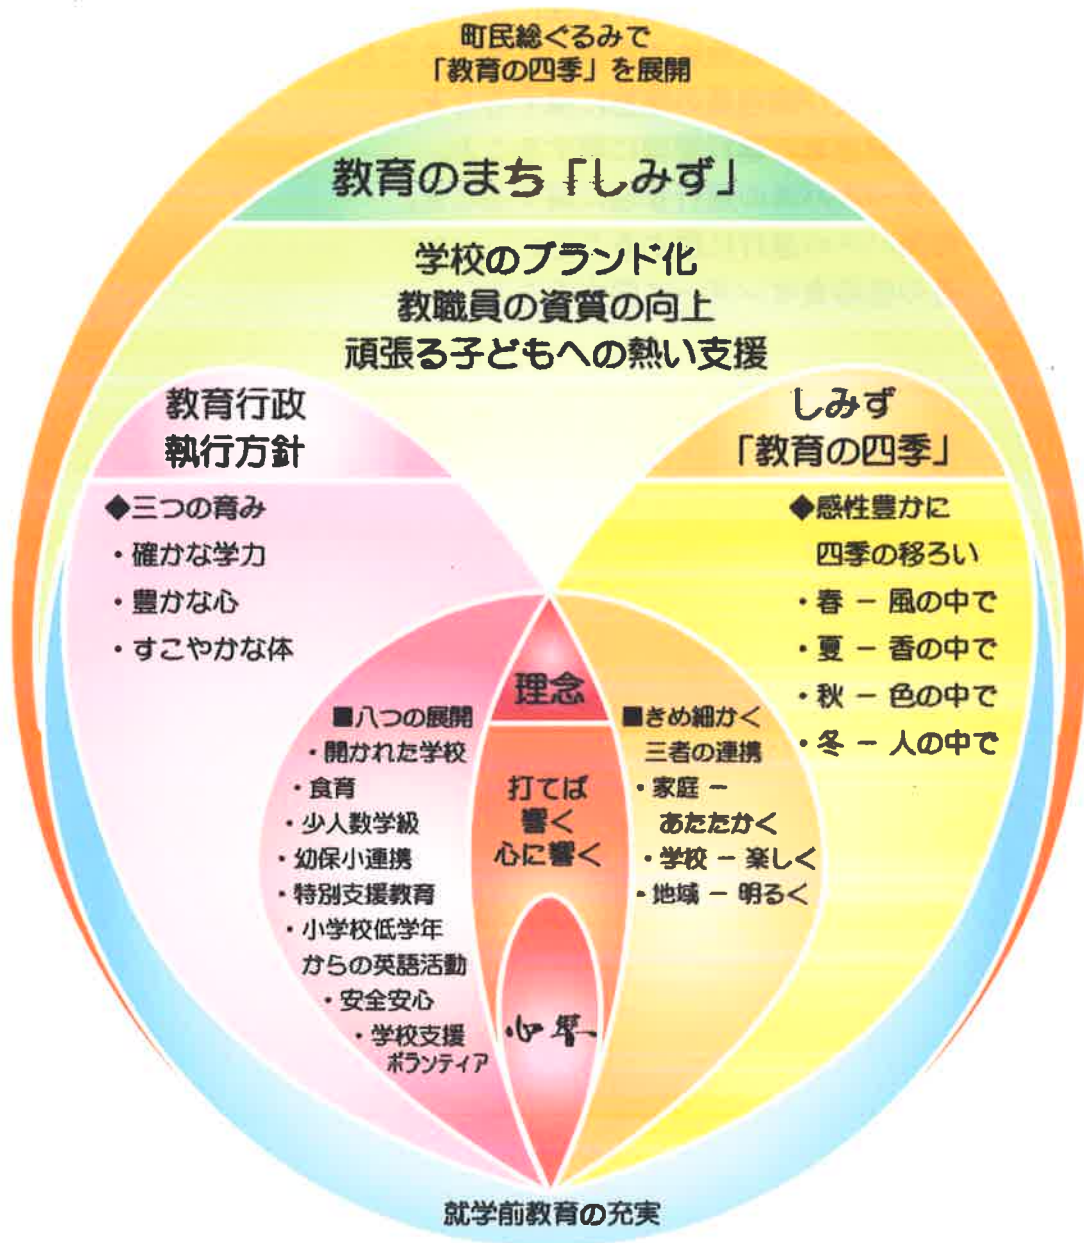 町民総ぐるみで
「教育の四季」を展開
教育のまち「しみず」
学校のブランド化
教職員の資質の向上
頑張る子どもへの熱い支援
教育行政
執行方針
◆三つの育み
・確かな学力
・豊かな心
・すこやかな体
しみず
「教育の四季」
◆感性豊かに
四季の移ろい
・春 − 風の中で
・夏 − 香の中で
・秋 − 色の中で
・冬 − 人の中で
■八つの展開
・開かれた学校
・食育
・少人数学級
・幼保小連携
・特別支援教育
・小学校低学年
からの英語活動
・安全安心
・学校支援
ボランティア
理念
打てば
響く
心に響く
心響
■きめ細かく
三者の連携
・家庭 −
あたたかく
・学校 − 楽しく
・地域 − 明るく
就学前教育の充実